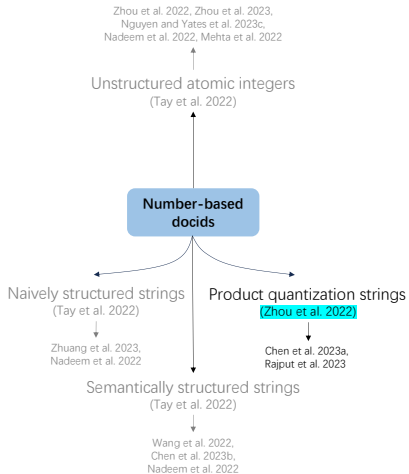 Zhou et al. 2022, Zhou et al. 2023,
Nguyen and Yates et al. 2023c,
Nadeem et al. 2022, Mehta et al. 2022
Unstructured atomic integers
(Tay et al. 2022)
Number-based
docids
Naively structured strings
(Tay et al. 2022)
Zhuang et al. 2023,
Nadeem et al. 2022
Product quantization strings
(Zhou et al. 2022)
Chen et al. 2023a,
Rajput et al. 2023
Semantically structured strings
(Tay et al. 2022)
Wang et al. 2022,
Chen et al. 2023b,
Nadeem et al. 2022